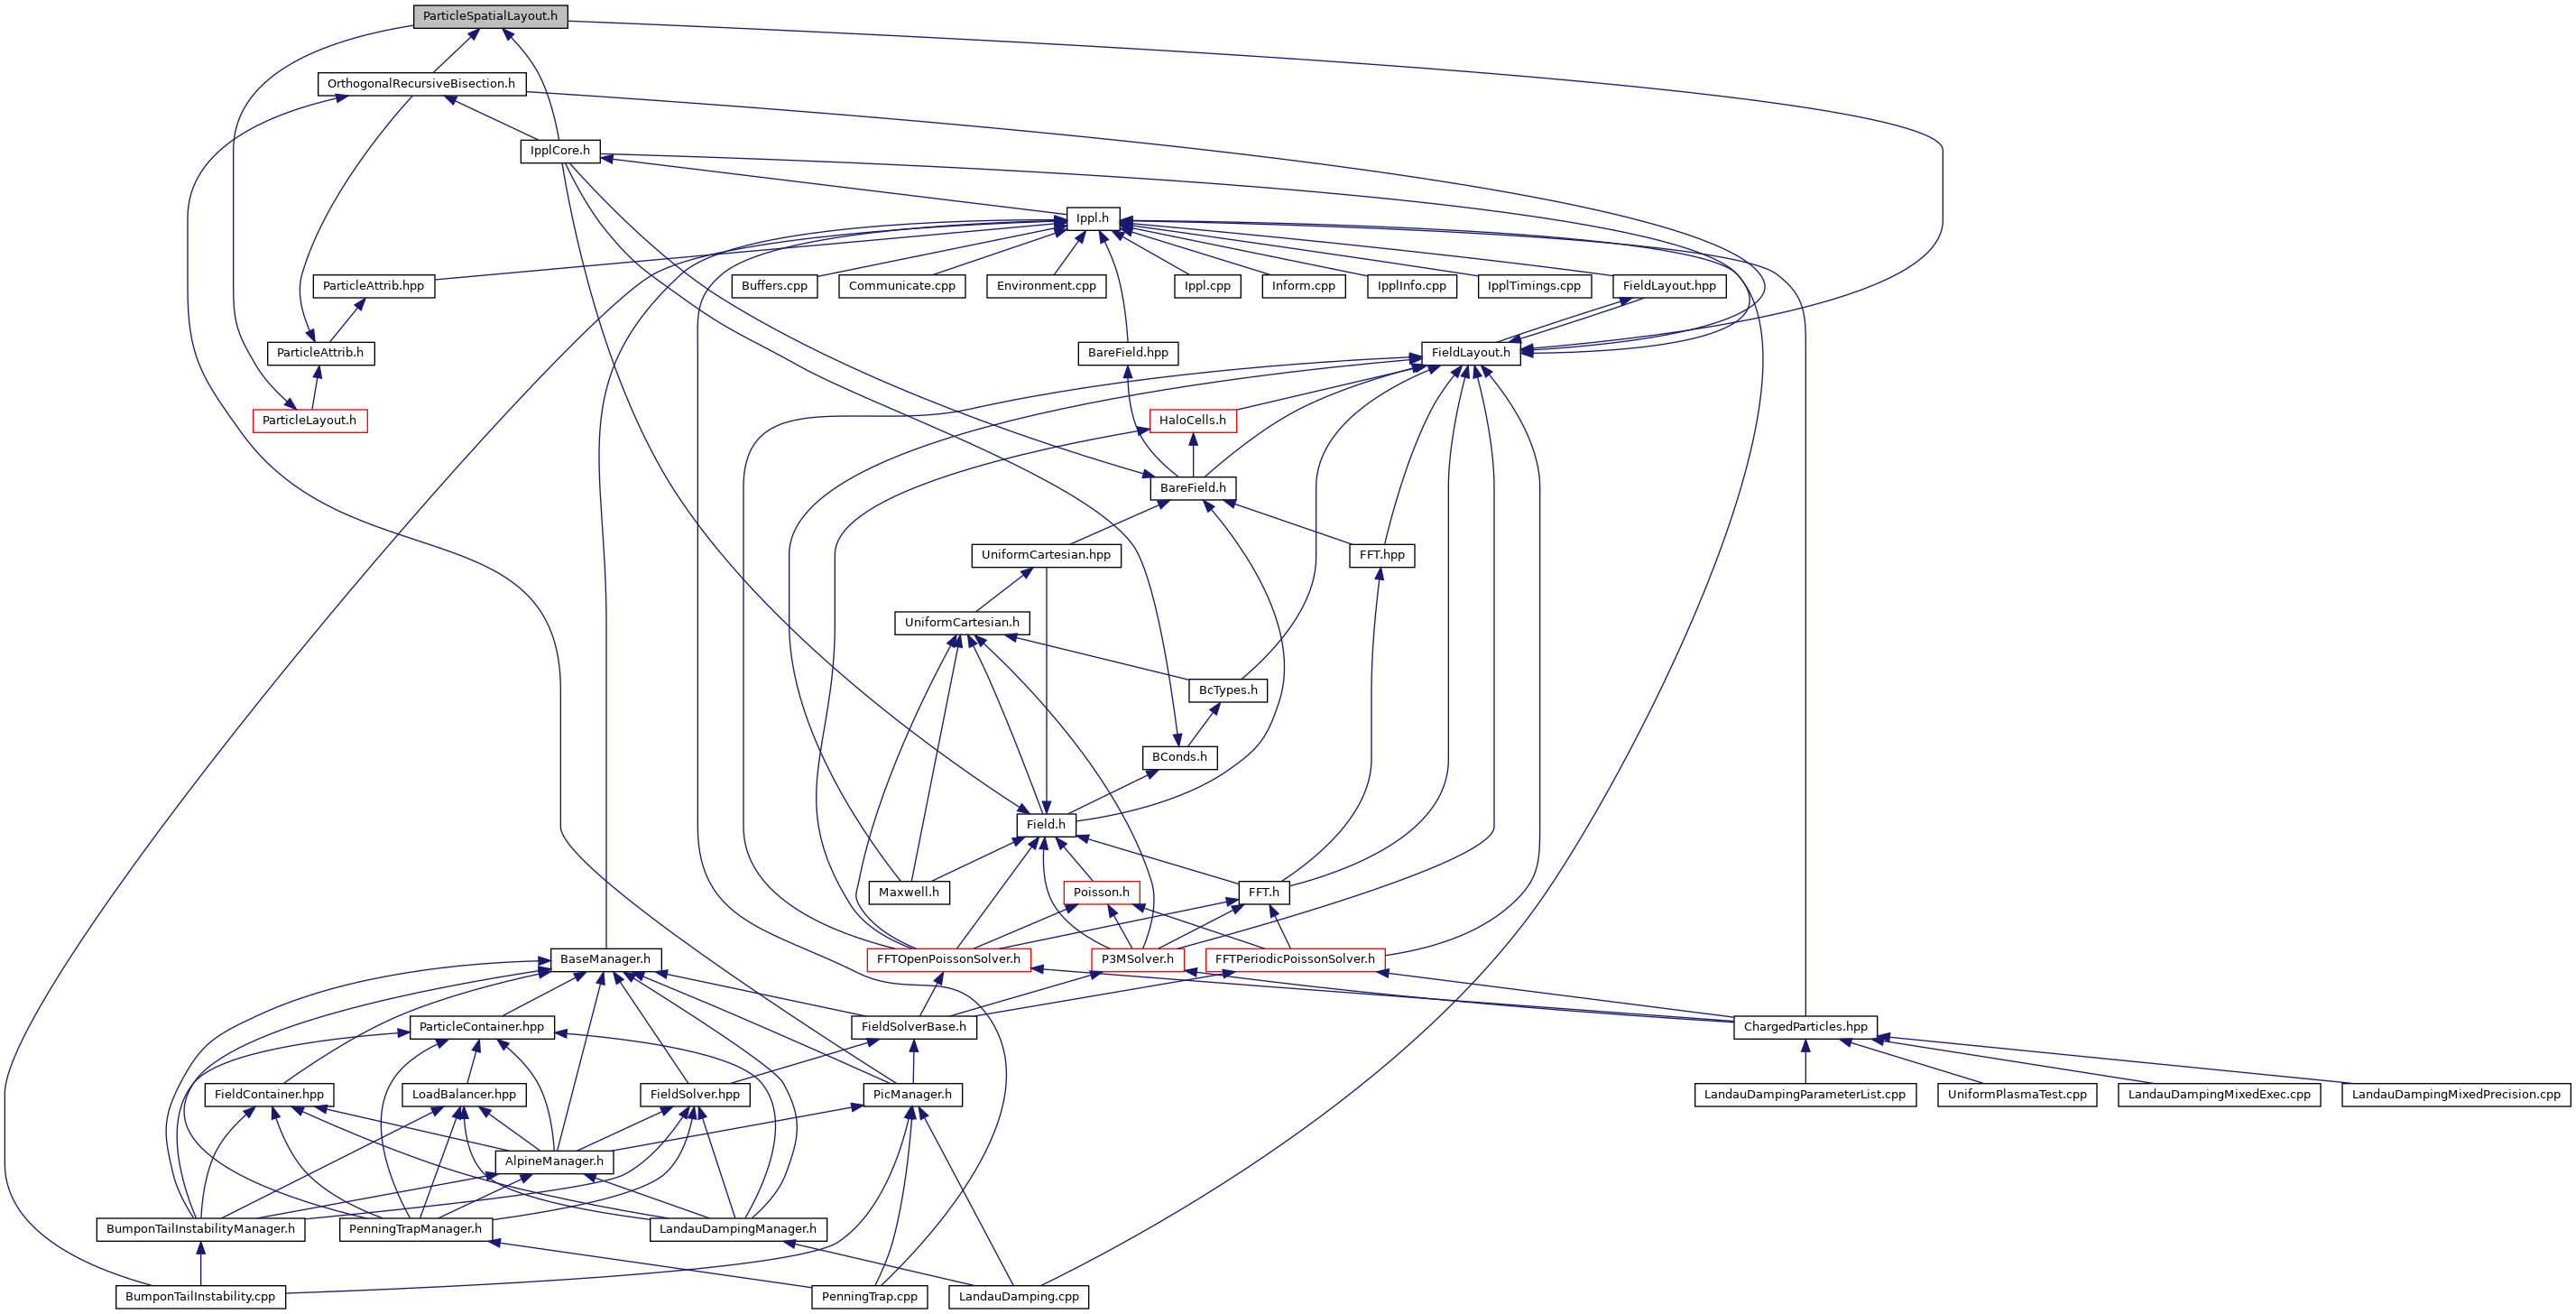 ParticleSpatialLayout.h
OrthogonalRecursiveBisection.h
IpplCore.h
Ippl.h
ParticleAttrib.hpp
Buffers.cpp
Communicate.cpp
Environment.cpp
Ippl.cpp
Inform.cpp
IpplInfo.cpp
IpplTimings.cpp
FieldLayout.hpp
ParticleAttrib.h
BareField.hpp
FieldLayout.h
ParticleLayout.h
HaloCells.h
BareField.h
UniformCartesian.hpp
FFT.hpp
UniformCartesian.h
BcTypes.h
BConds.h
Field.h
Maxwell.h
Poisson.h
FFT.h
BaseManager.h
FFTOpenPoissonSolver.h
P3MSolver.h
FFTPeriodicPoissonSolver.h
ParticleContainer.hpp
FieldSolverBase.h
ChargedParticles.hpp
FieldContainer.hpp
LoadBalancer.hpp
FieldSolver.hpp
PicManager.h
LandauDampingParameterList.cpp
UniformPlasmaTest.cpp
LandauDampingMixedExec.cpp
LandauDampingMixedPrecision.cpp
AlpineManager.h
BumponTailInstabilityManager.h
PenningTrapManager.h
LandauDampingManager.h
BumponTailInstability.cpp
PenningTrap.cpp
LandauDamping.cpp